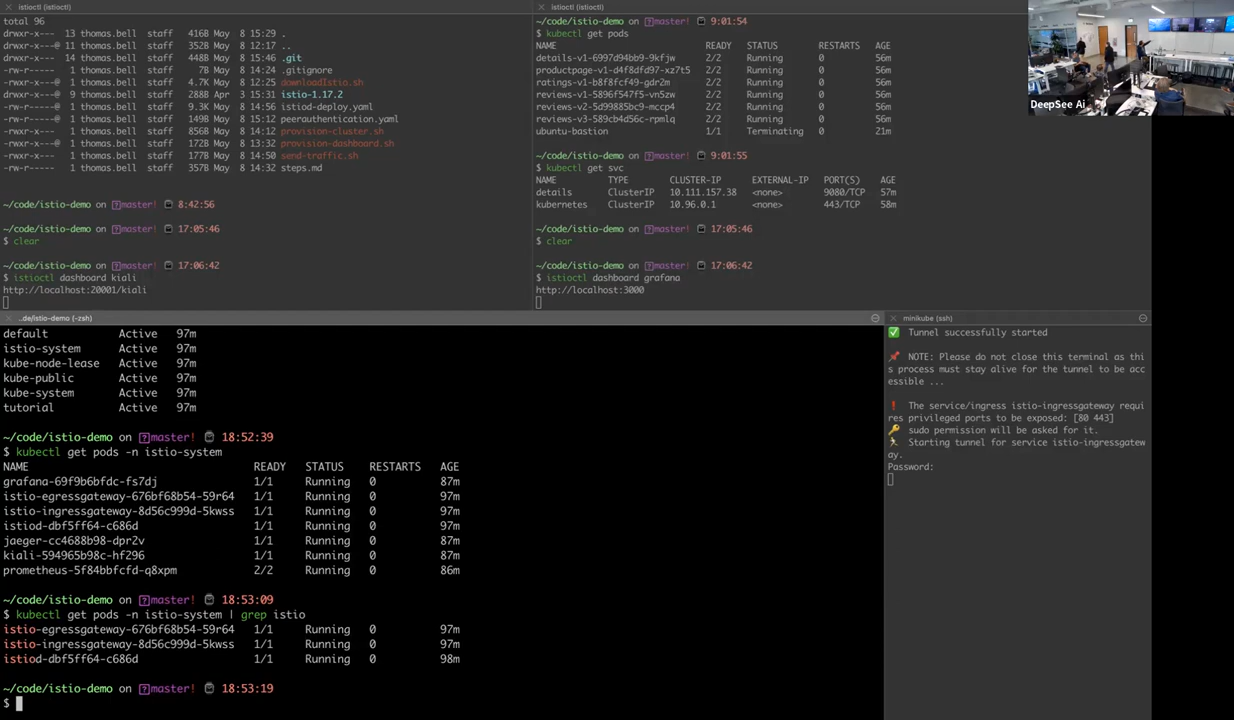 istioctl (istioctl)
total 96
drwxr-x--- 13 thomas.bell staff 416B May 8 15:29 .
drwxr-x---@ 11 thomas.bell staff 352B May 8 12:17 ..
drwxr-x--- 14 thomas.bell staff 448B May 8 15:46 .git
-rw-r----- 1 thomas.bell staff 7B May 8 14:24 .gitignore
-rwxr-x---@ 1 thomas.bell staff 4.7K May 8 12:25 downloadIstio.sh
drwxr-x---@ 9 thomas.bell staff 288B Apr 3 15:31 istio-1.17.2
-rw-r-----@ 1 thomas.bell staff 9.3K May 8 14:56 istiod-deploy.yaml
-rw-r-----@ 1 thomas.bell staff 149B May 8 15:12 peerauthentication.yaml
-rwxr-x--- 1 thomas.bell staff 856B May 8 14:12 provision-cluster.sh
-rwxr-x--- 1 thomas.bell staff 172B May 8 13:32 provision-dashboard.sh
-rwxr-x--- 1 thomas.bell staff 177B May 8 14:50 send-traffic.sh
-rw-r----- 1 thomas.bell staff 357B May 8 14:32 steps.md
~/code/istio-demo on master! 8:42:56
~/code/istio-demo on master! 17:05:46
$ clear
~/code/istio-demo on master! 17:06:42
$ istioctl dashboard kiali
http://localhost:20001/kiali
istioctl (istioctl)
~/code/istio-demo on master! 9:01:54
$ kubectl get pods
NAME READY STATUS RESTARTS AGE
details-v1-6997d94bb9-9kfjw 2/2 Running 0 56m
productpage-v1-d4f8dfd97-xz7t5 2/2 Running 0 56m
ratings-v1-b8f8fcf49-gdr2m 2/2 Running 0 56m
reviews-v1-5896f547f5-vn5zw 2/2 Running 0 56m
reviews-v2-5d99885bc9-mccp4 2/2 Running 0 56m
reviews-v3-589cb4d56c-rpmlq 2/2 Running 0 56m
ubuntu-bastion 1/1 Terminating 0 21m
~/code/istio-demo on master! 9:01:55
$ kubectl get svc
NAME TYPE CLUSTER-IP EXTERNAL-IP PORT(S) AGE
details ClusterIP 10.111.157.38 <none> 9080/TCP 57m
kubernetes ClusterIP 10.96.0.1 <none> 443/TCP 58m
~/code/istio-demo on master! 17:05:46
$ clear
~/code/istio-demo on master! 17:06:42
$ istioctl dashboard grafana
http://localhost:3000
DeepSee Ai
..de/istio-demo (-zsh)
default Active 97m
istio-system Active 97m
kube-node-lease Active 97m
kube-public Active 97m
kube-system Active 97m
tutorial Active 97m
~/code/istio-demo on master! 18:52:39
$ kubectl get pods -n istio-system
NAME READY STATUS RESTARTS AGE
grafana-69f9b6bfdc-fs7dj 1/1 Running 0 87m
istio-egressgateway-676bf68b54-59r64 1/1 Running 0 97m
istio-ingressgateway-8d56c999d-5kwss 1/1 Running 0 97m
istiod-dbf5ff64-c686d 1/1 Running 0 97m
jaeger-cc4688b98-dpr2v 1/1 Running 0 87m
kiali-594965b98c-hf296 1/1 Running 0 87m
prometheus-5f84bbfcfd-q8xpm 2/2 Running 0 86m
~/code/istio-demo on master! 18:53:09
$ kubectl get pods -n istio-system | grep istio
istio-egressgateway-676bf68b54-59r64 1/1 Running 0 97m
istio-ingressgateway-8d56c999d-5kwss 1/1 Running 0 97m
istiod-dbf5ff64-c686d 1/1 Running 0 98m
~/code/istio-demo on master! 18:53:19
$
minikube (ssh)
Tunnel successfully started
NOTE: Please do not close this terminal as thi
s process must stay alive for the tunnel to be acc
essible ...
The service/ingress istio-ingressgateway requi
res privileged ports to be exposed: [80 443]
sudo permission will be asked for it.
Starting tunnel for service istio-ingressgatew
ay.
Password: